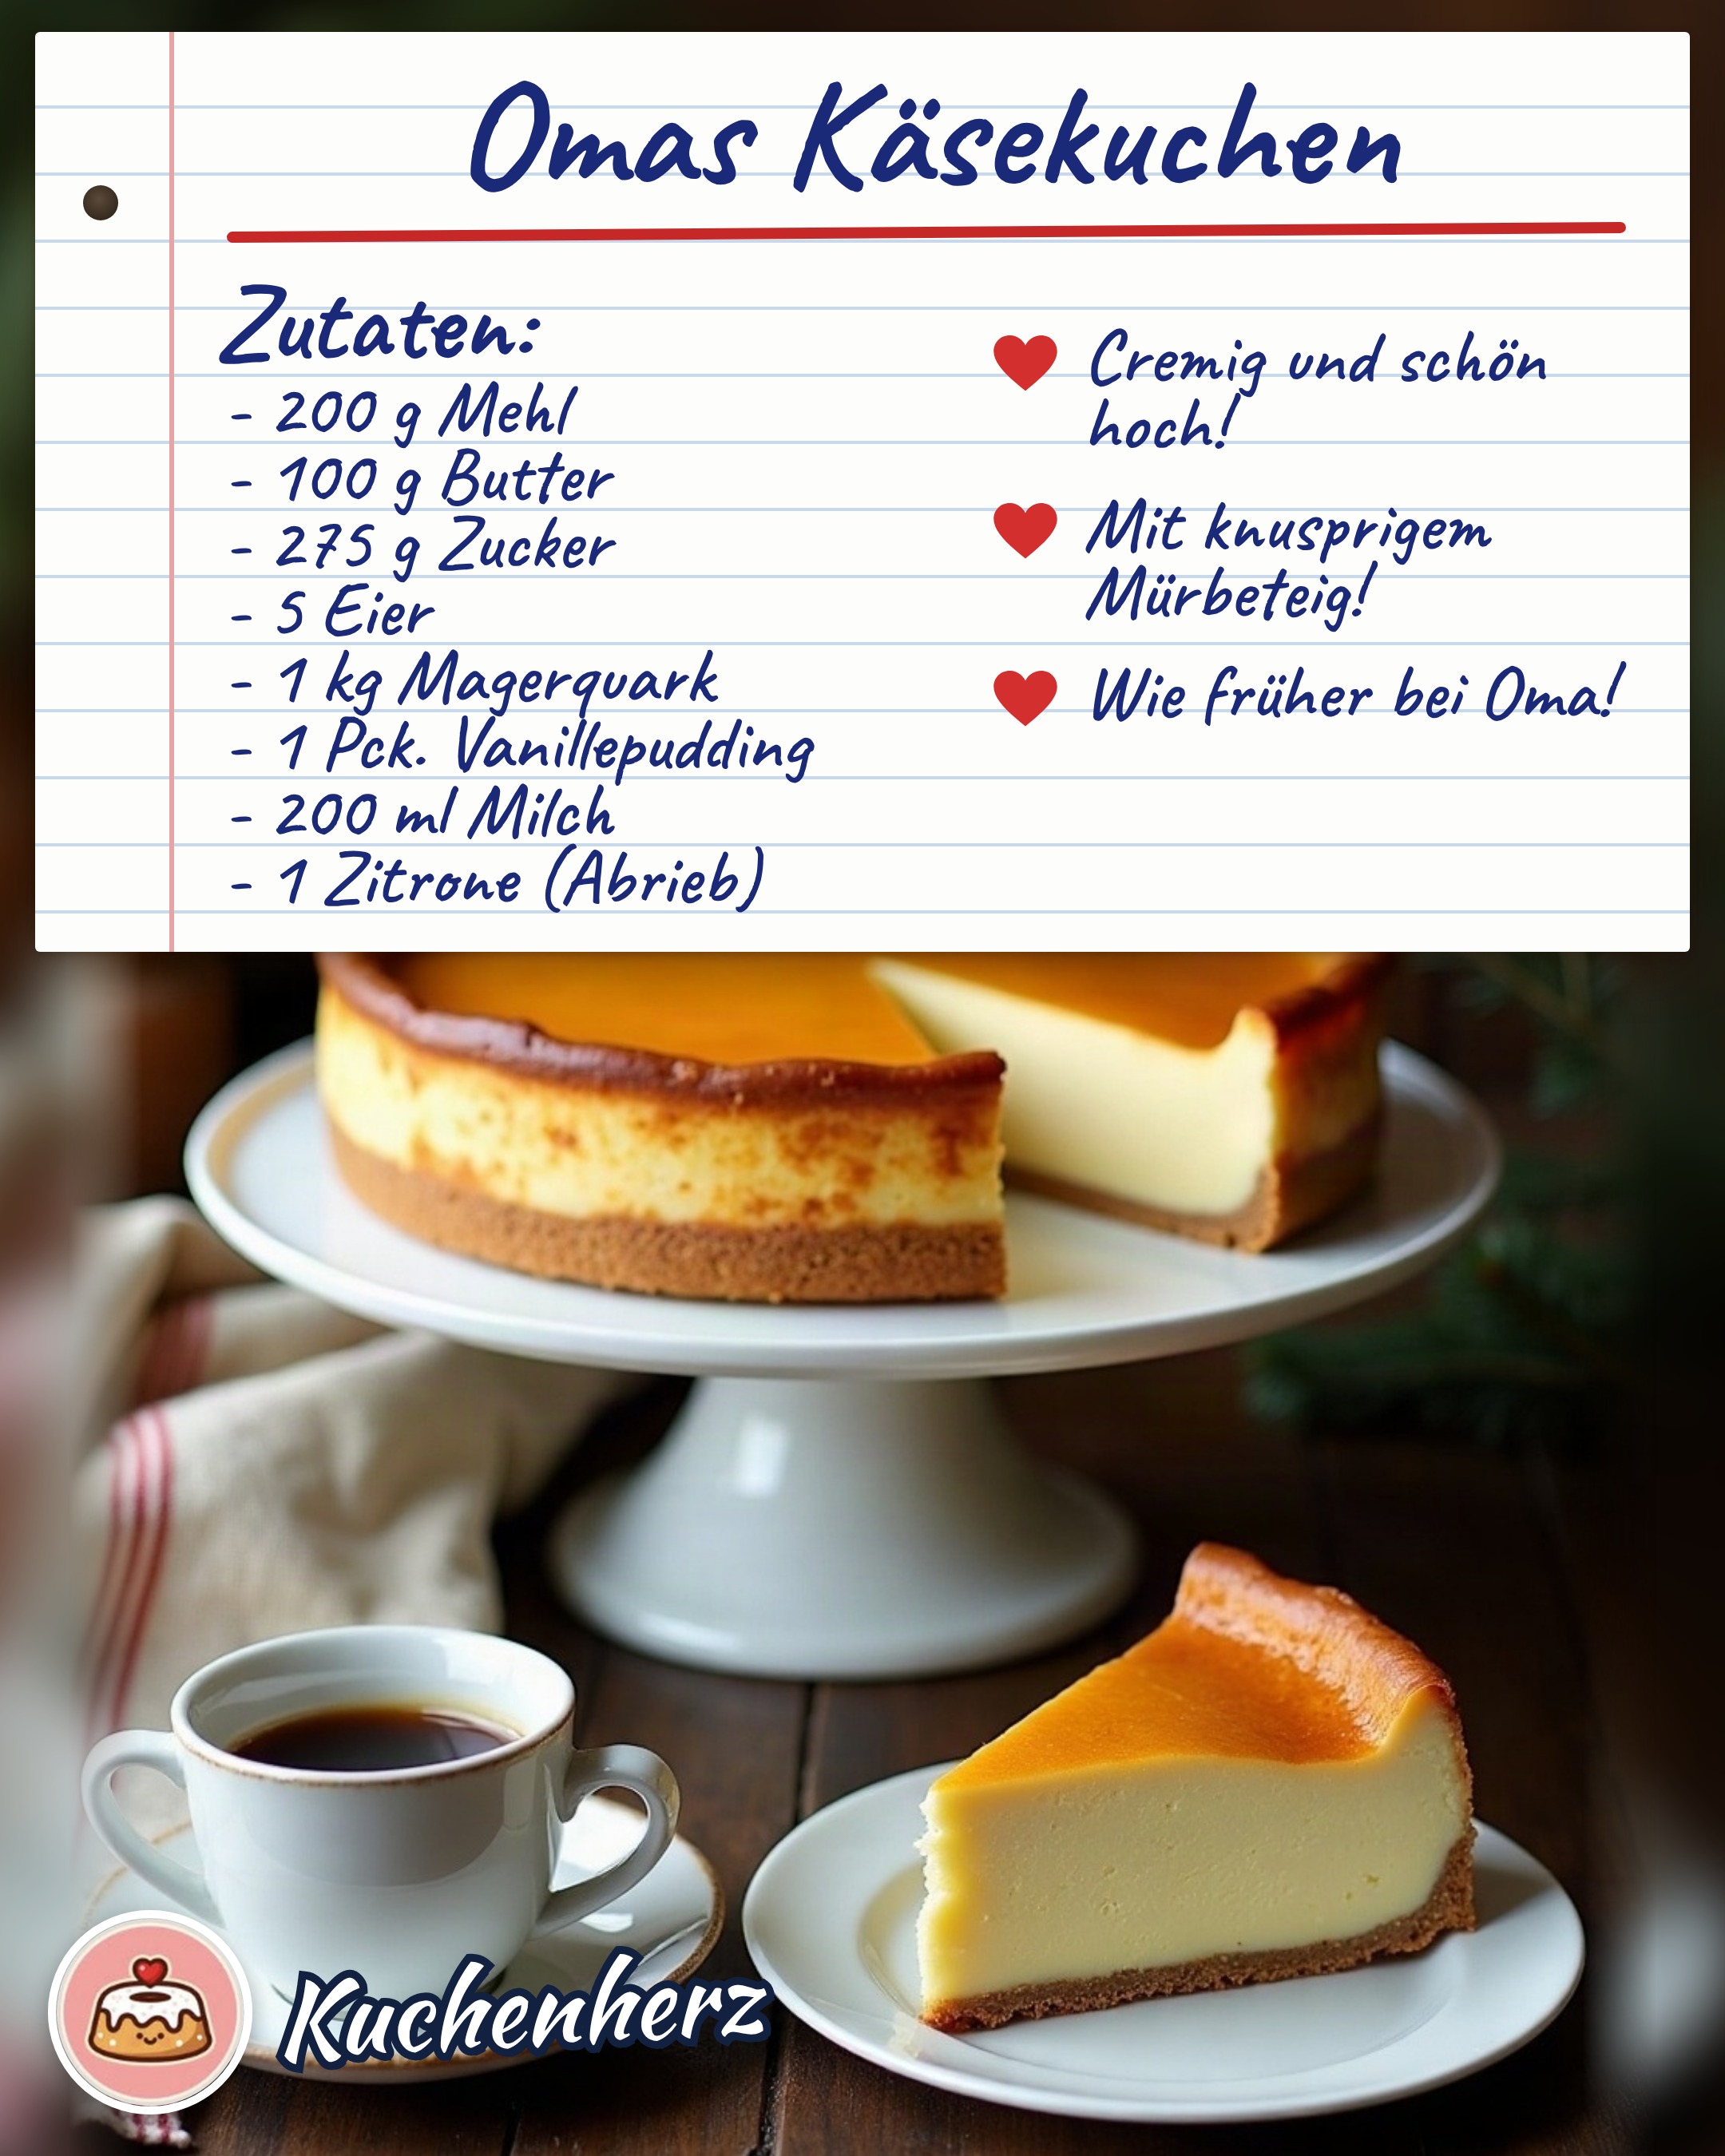 Omas Käsekuchen
Zutaten:
- 200 g Mehl
- 100 g Butter
- 275 g Zucker
- 5 Eier
- 1 kg Magerquark
- 1 Pck. Vanillepudding
- 200 ml Milch
- 1 Zitrone (Abrieb)
Cremig und schön
hoch!
Mit knusprigem
Mürbeteig!
Wie früher bei Oma!
Kuchenherz